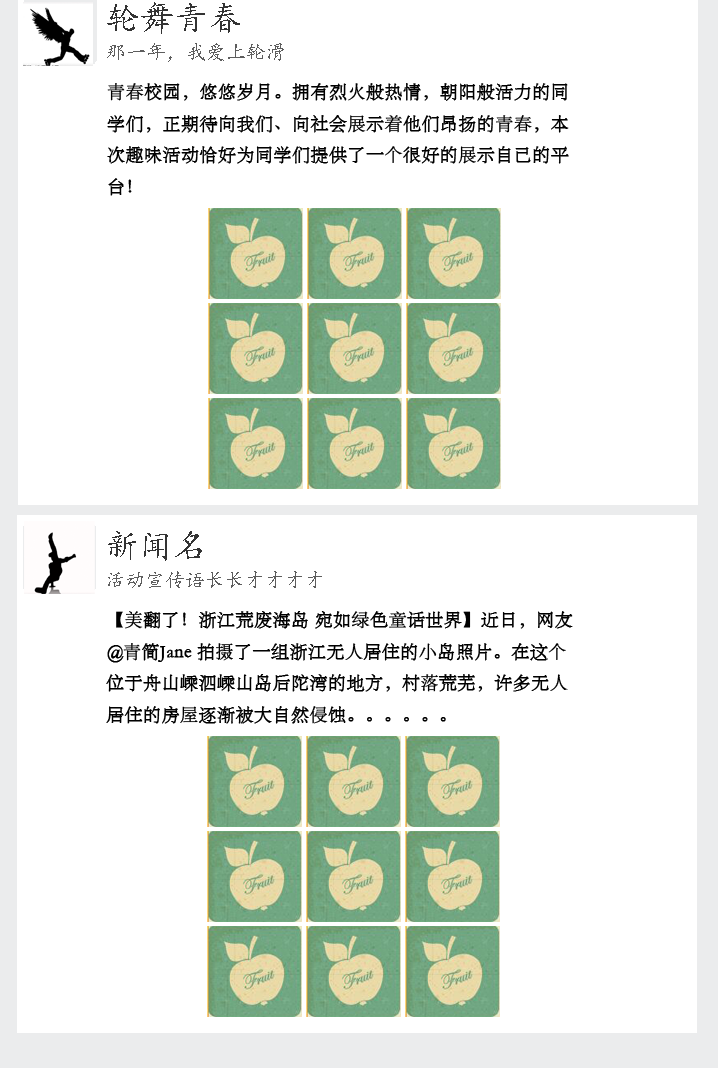 轮舞青春
那一年，我爱上轮滑
青春校园，悠悠岁月。拥有烈火般热情，朝阳般活力的同
学们，正期待向我们、向社会展示着他们昂扬的青春，本
次趣味活动恰好为同学们提供了一个很好的展示自己的平
台！
Fruit Fruit Fruit
Fruit Fruit Fruit
Fruit Fruit Fruit
新闻名
活动宣传语长长才才才才
【美翻了！浙江荒废海岛 宛如绿色童话世界】近日，网友
@青简Jane 拍摄了一组浙江无人居住的小岛照片。在这个
位于舟山嵊泗嵊山岛后陀湾的地方，村落荒芜，许多无人
居住的房屋逐渐被大自然侵蚀。。。。。。
Fruit Fruit Fruit
Fruit Fruit Fruit
Fruit Fruit Fruit